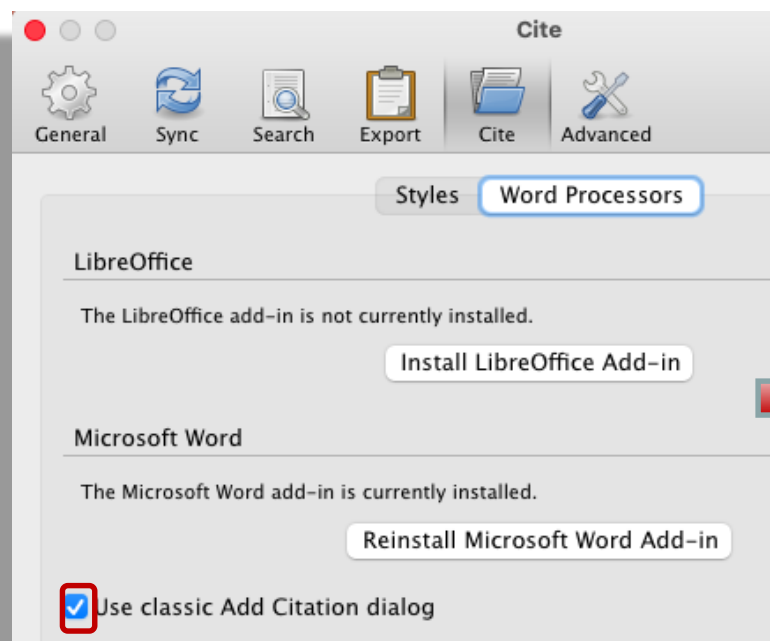 Cite
General Sync Search Export Cite Advanced
Styles Word Processors
LibreOffice
The LibreOffice add-in is not currently installed.
Install LibreOffice Add-in
Microsoft Word
The Microsoft Word add-in is currently installed.
Reinstall Microsoft Word Add-in
Use classic Add Citation dialog